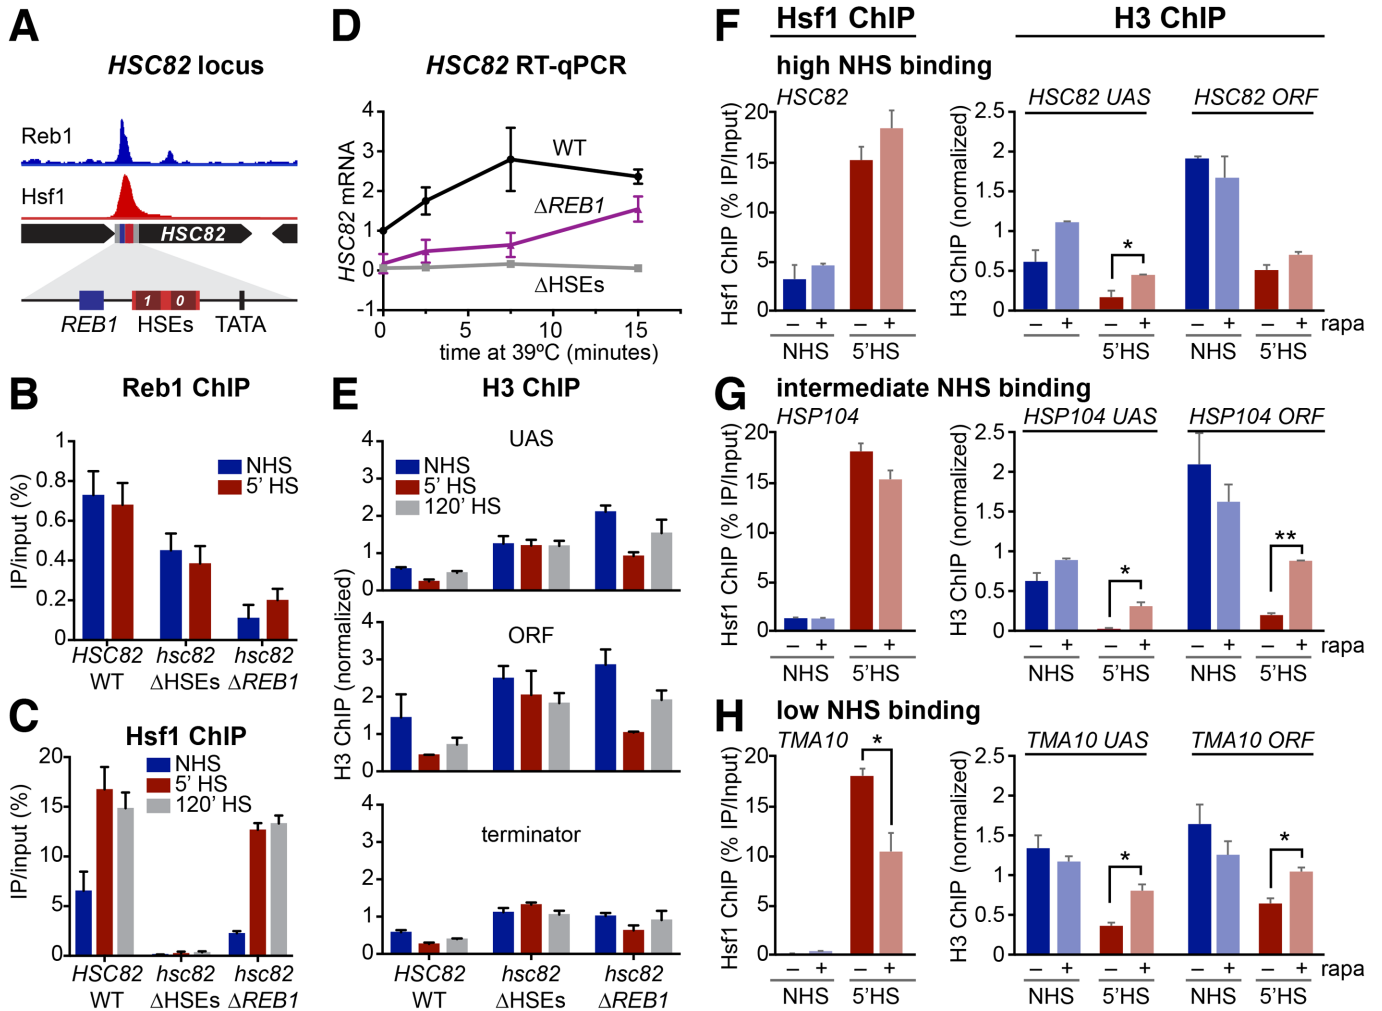 A
HSC82 locus
Reb1
Hsf1
HSC82
1 0
REB1 HSEs TATA
B
Reb1 ChIP
IP/input (%)
1
0.8
0.6
0.4
0.2
0
NHS
5' HS
HSC82 hsc82 hsc82
WT ΔHSEs ΔREB1
C
Hsf1 ChIP
IP/input (%)
20
15
10
5
0
NHS
5' HS
120' HS
HSC82 hsc82 hsc82
WT ΔHSEs ΔREB1
D
HSC82 RT-qPCR
HSC82 mRNA
4
3
2
1
0
-1
WT
ΔREB1
ΔHSEs
0 5 10 15
time at 39ºC (minutes)
E
H3 ChIP
H3 ChIP (normalized)
UAS
4
3
2
1
0
NHS
5' HS
120' HS
ORF
4
3
2
1
0
terminator
4
3
2
1
0
HSC82 hsc82 hsc82
WT ΔHSEs ΔREB1
F
Hsf1 ChIP
H3 ChIP
high NHS binding
HSC82
Hsf1 ChIP (% IP/Input)
20
15
10
5
0
– + – +
NHS 5'HS
HSC82 UAS HSC82 ORF
H3 ChIP (normalized)
2.5
2
1.5
1
0.5
0
*
– + – + – + – + rapa
NHS 5'HS NHS 5'HS
G
intermediate NHS binding
HSP104
Hsf1 ChIP (% IP/Input)
20
15
10
5
0
– + – +
NHS 5'HS
HSP104 UAS HSP104 ORF
H3 ChIP (normalized)
2.5
2
1.5
1
0.5
0
* **
– + – + – + – + rapa
NHS 5'HS NHS 5'HS
H
low NHS binding
TMA10
Hsf1 ChIP (% IP/Input)
20
15
10
5
0
*
– + – +
NHS 5'HS
TMA10 UAS TMA10 ORF
H3 ChIP (normalized)
2.5
2
1.5
1
0.5
0
* *
– + – + – + – + rapa
NHS 5'HS NHS 5'HS